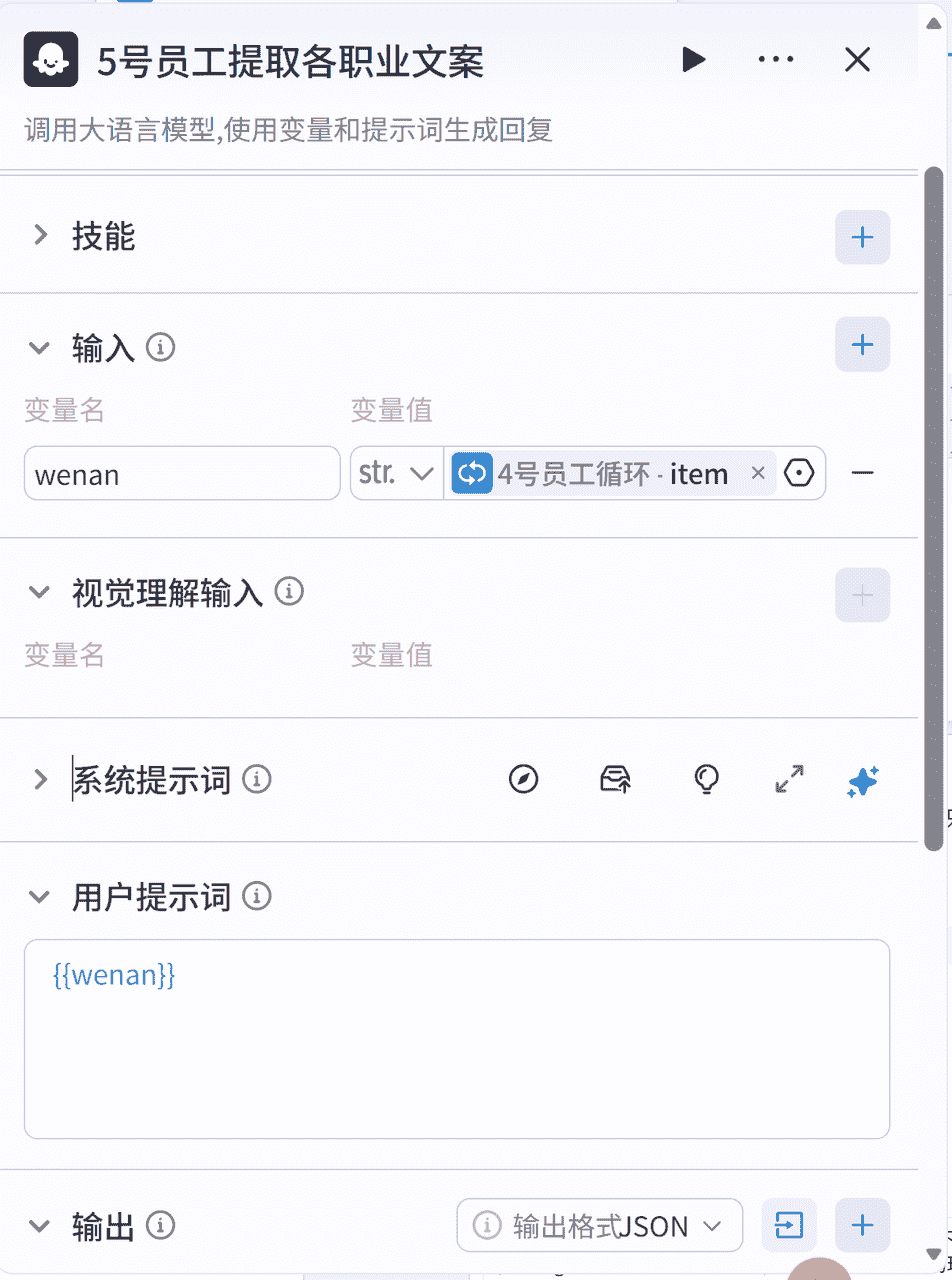 5号员工提取各职业文案
调用大语言模型,使用变量和提示词生成回复
技能
输入
变量名 变量值
wenan str. 4号员工循环 - item
视觉理解输入
变量名 变量值
系统提示词
用户提示词
{{wenan}}
输出 输出格式JSON